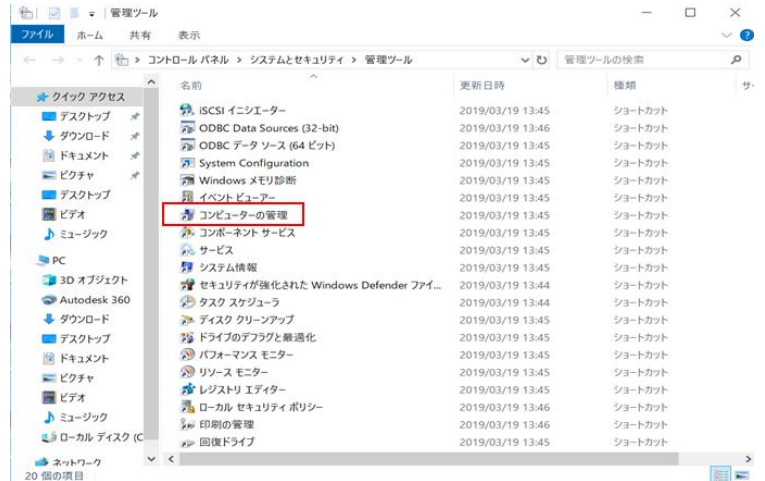 管理ツール
ファイル ホーム 共有 表示
コントロール パネル > システムとセキュリティ > 管理ツール 管理ツールの検索
名前 更新日時 種類 サ
クイック アクセス
デスクトップ
ダウンロード
ドキュメント
ピクチャ
デスクトップ
ビデオ
ミュージック
PC
3D オブジェクト
Autodesk 360
ダウンロード
デスクトップ
ドキュメント
ピクチャ
ビデオ
ミュージック
ローカル ディスク (C
ネットワーク
iSCSI イニシエーター 2019/03/19 13:45 ショートカット
ODBC Data Sources (32-bit) 2019/03/19 13:46 ショートカット
ODBC データ ソース (64 ビット) 2019/03/19 13:45 ショートカット
System Configuration 2019/03/19 13:45 ショートカット
Windows メモリ診断 2019/03/19 13:45 ショートカット
イベント ビューアー 2019/03/19 13:45 ショートカット
コンピューターの管理 2019/03/19 13:45 ショートカット
コンポーネント サービス 2019/03/19 13:45 ショートカット
サービス 2019/03/19 13:45 ショートカット
システム情報 2019/03/19 13:45 ショートカット
セキュリティが強化された Windows Defender ファイ... 2019/03/19 13:44 ショートカット
タスク スケジューラ 2019/03/19 13:44 ショートカット
ディスク クリーンアップ 2019/03/19 13:45 ショートカット
ドライブのデフラグと最適化 2019/03/19 13:45 ショートカット
パフォーマンス モニター 2019/03/19 13:45 ショートカット
リソース モニター 2019/03/19 13:45 ショートカット
レジストリ エディター 2019/03/19 13:45 ショートカット
ローカル セキュリティ ポリシー 2019/03/19 13:46 ショートカット
印刷の管理 2019/03/19 13:46 ショートカット
回復ドライブ 2019/03/19 13:45 ショートカット
20 個の項目